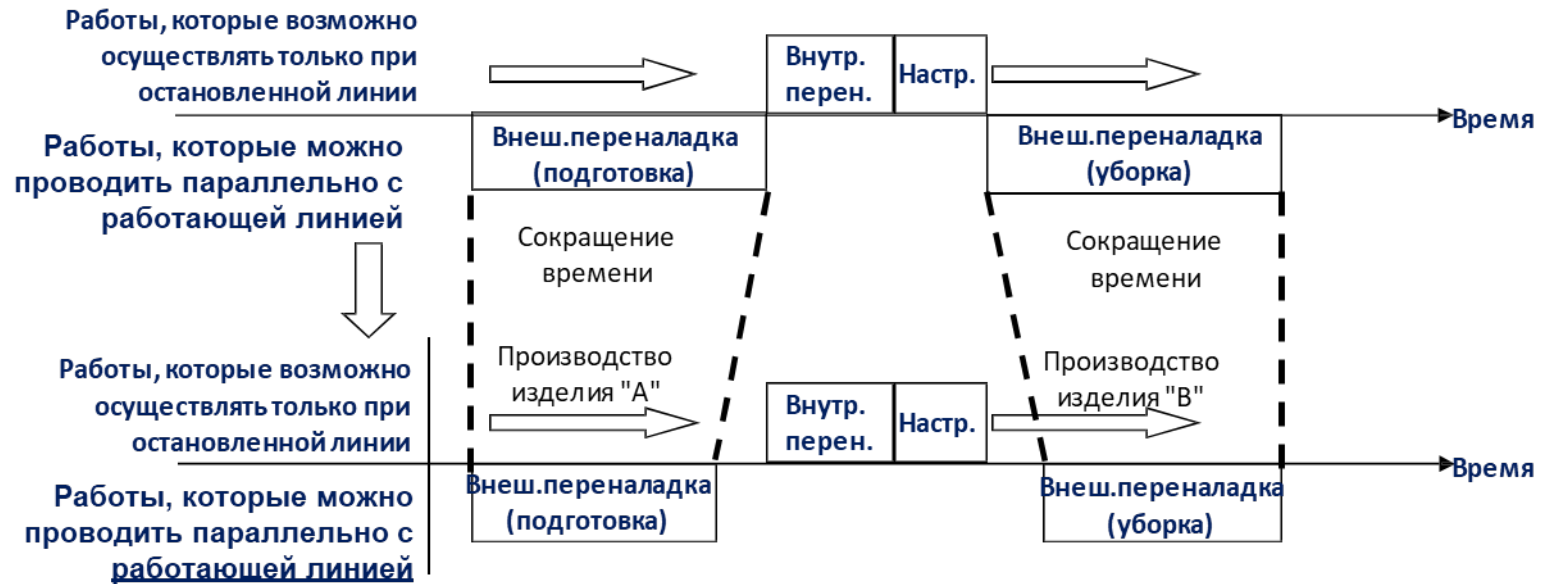 Работы, которые возможно
осуществлять только при
остановленной линии
Внутр.
перен.
Настр.
Время
Работы, которые можно
проводить параллельно с
работающей линией
Внеш.переналадка
(подготовка)
Внеш.переналадка
(уборка)
Сокращение
времени
Сокращение
времени
Работы, которые возможно
осуществлять только при
остановленной линии
Производство
изделия "А"
Внутр.
перен.
Настр.
Производство
изделия "В"
Время
Работы, которые можно
проводить параллельно с
работающей линией
Внеш.переналадка
(подготовка)
Внеш.переналадка
(уборка)